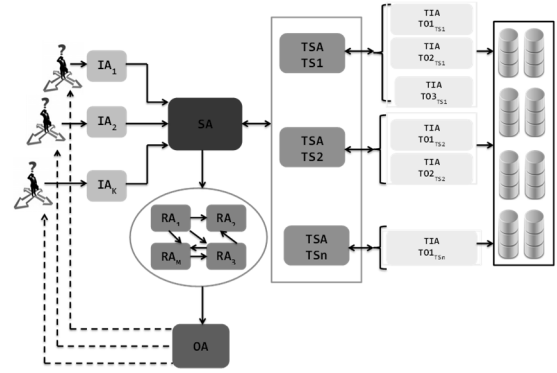 ?
IA1
?
IA2
?
IAK
SA
RA1
RA2
RAM
RA3
OA
TSA
TS1
TSA
TS2
TSA
TSn
TIA
TO1TS1
TIA
TO2TS1
TIA
TO3TS1
TIA
TO1TS2
TIA
TO2TS2
TIA
TO1TSn